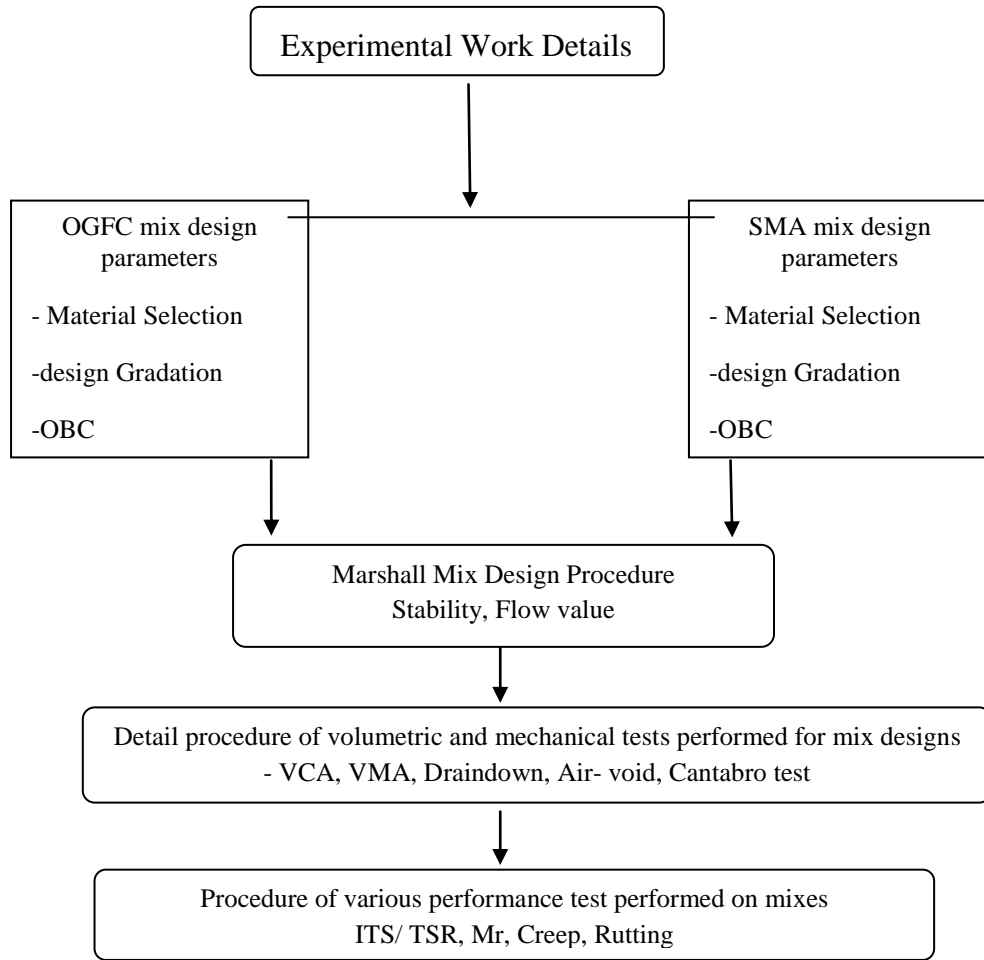 Experimental Work Details
OGFC mix design
parameters
- Material Selection
-design Gradation
-OBC
SMA mix design
parameters
- Material Selection
-design Gradation
-OBC
Marshall Mix Design Procedure
Stability, Flow value
Detail procedure of volumetric and mechanical tests performed for mix designs
- VCA, VMA, Draindown, Air- void, Cantabro test
Procedure of various performance test performed on mixes
ITS/ TSR, Mr, Creep, Rutting